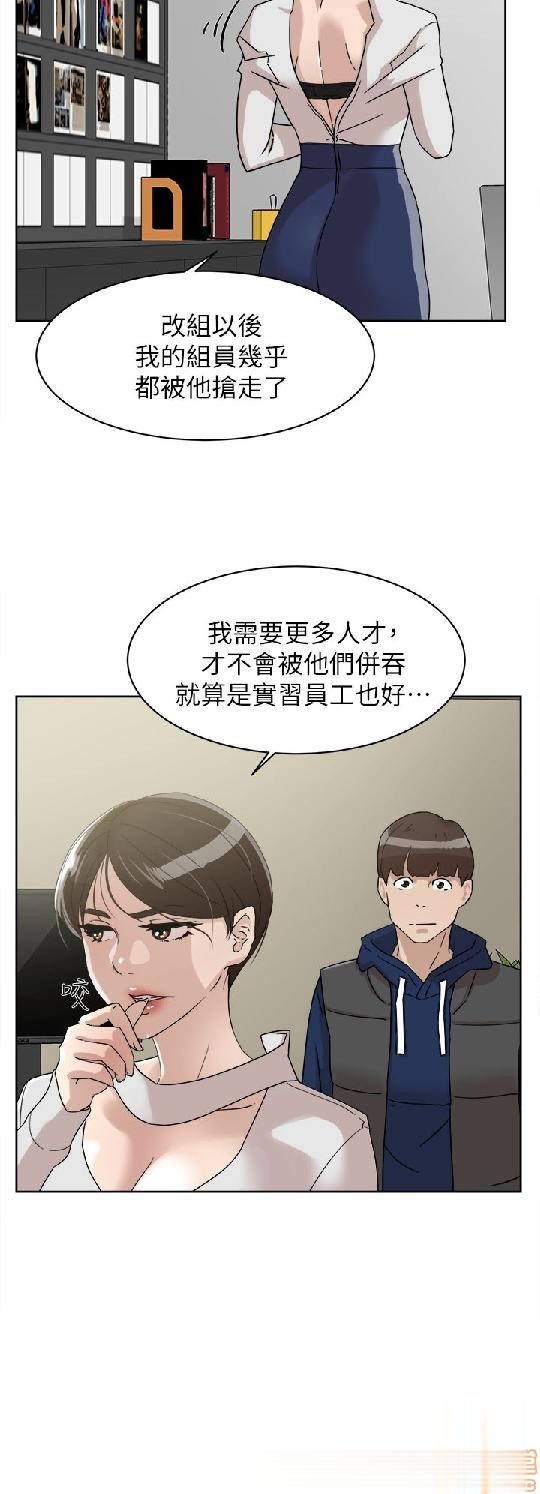 改組以後
我的組員幾乎
都被他搶走了
我需要更多人才，
才不會被他們併吞
就算是實習員工也好⋯
咬